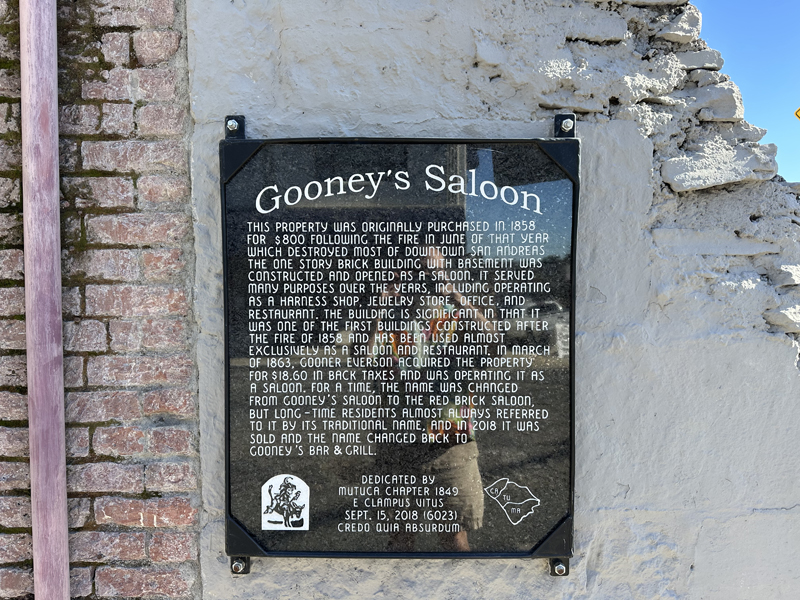 Gooney's Saloon
THIS PROPERTY WAS ORIGINALLY PURCHASED IN 1858
FOR $800 FOLLOWING THE FIRE IN JUNE OF THAT YEAR
WHICH DESTROYED MOST OF DOWNTOWN SAN ANDREAS
THE ONE STORY BRICK BUILDING WITH BASEMENT WAS
CONSTRUCTED AND OPENED AS A SALOON. IT SERVED
MANY PURPOSES OVER THE YEARS, INCLUDING OPERATING
AS A HARNESS SHOP, JEWELRY STORE, OFFICE, AND
RESTAURANT. THE BUILDING IS SIGNIFICANT IN THAT IT
WAS ONE OF THE FIRST BUILDINGS CONSTRUCTED AFTER
THE FIRE OF 1858 AND HAS BEEN USED ALMOST
EXCLUSIVELY AS A SALOON AND RESTAURANT. IN MARCH
OF 1863, GOONER EVERSON ACQUIRED THE PROPERTY
FOR $18.60 IN BACK TAXES AND WAS OPERATING IT AS
A SALOON. FOR A TIME, THE NAME WAS CHANGED
FROM GOONEY'S SALOON TO THE RED BRICK SALOON,
BUT LONG-TIME RESIDENTS ALMOST ALWAYS REFERRED
TO IT BY ITS TRADITIONAL NAME, AND IN 2018 IT WAS
SOLD AND THE NAME CHANGED BACK TO
GOONEY'S BAR & GRILL.
DEDICATED BY
MUTUCA CHAPTER 1849
E CLAMPUS VITUS
SEPT. 15, 2018 (6023)
CREDO QUIA ABSURDUM
CA
TU
MA